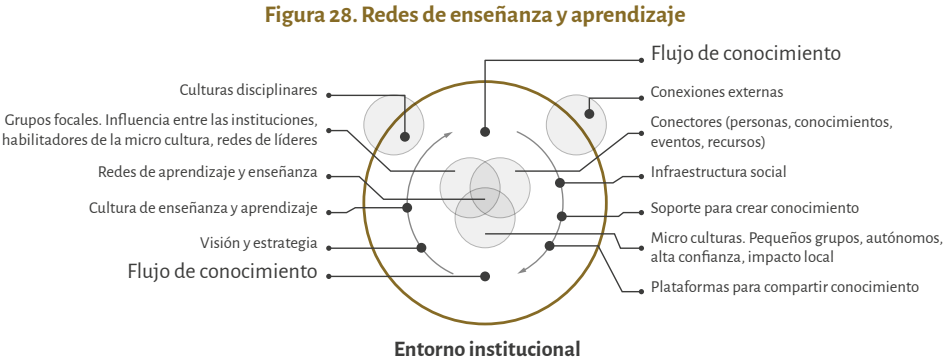 Figura 28. Redes de enseñanza y aprendizaje
Culturas disciplinares
Grupos focales. Influencia entre las instituciones,
habilitadores de la micro cultura, redes de líderes
Redes de aprendizaje y enseñanza
Cultura de enseñanza y aprendizaje
Visión y estrategia
Flujo de conocimiento
Flujo de conocimiento
Conexiones externas
Conectores (personas, conocimientos,
eventos, recursos)
Infraestructura social
Soporte para crear conocimiento
Micro culturas. Pequeños grupos, autónomos,
alta confianza, impacto local
Plataformas para compartir conocimiento
Entorno institucional